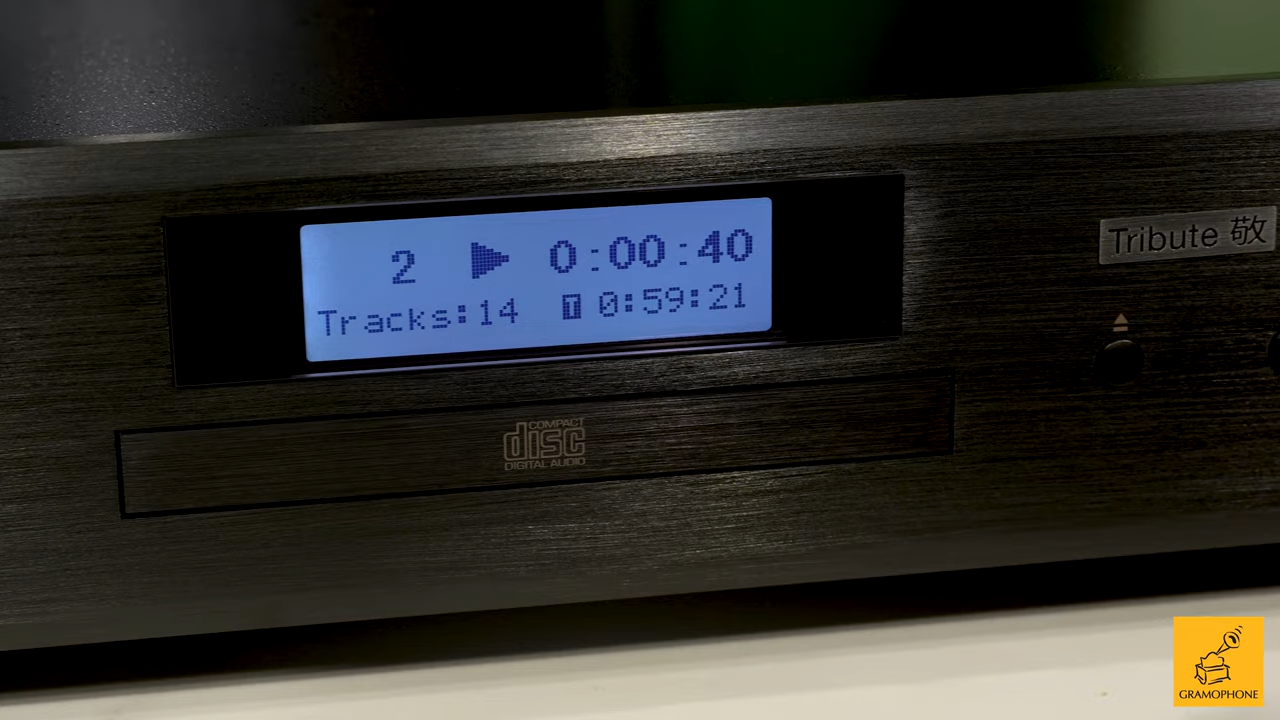 2 0:00:40
Tracks:14 T 0:59:21
Tribute 敬
COMPACT
disc
DIGITAL AUDIO
GRAMOPHONE